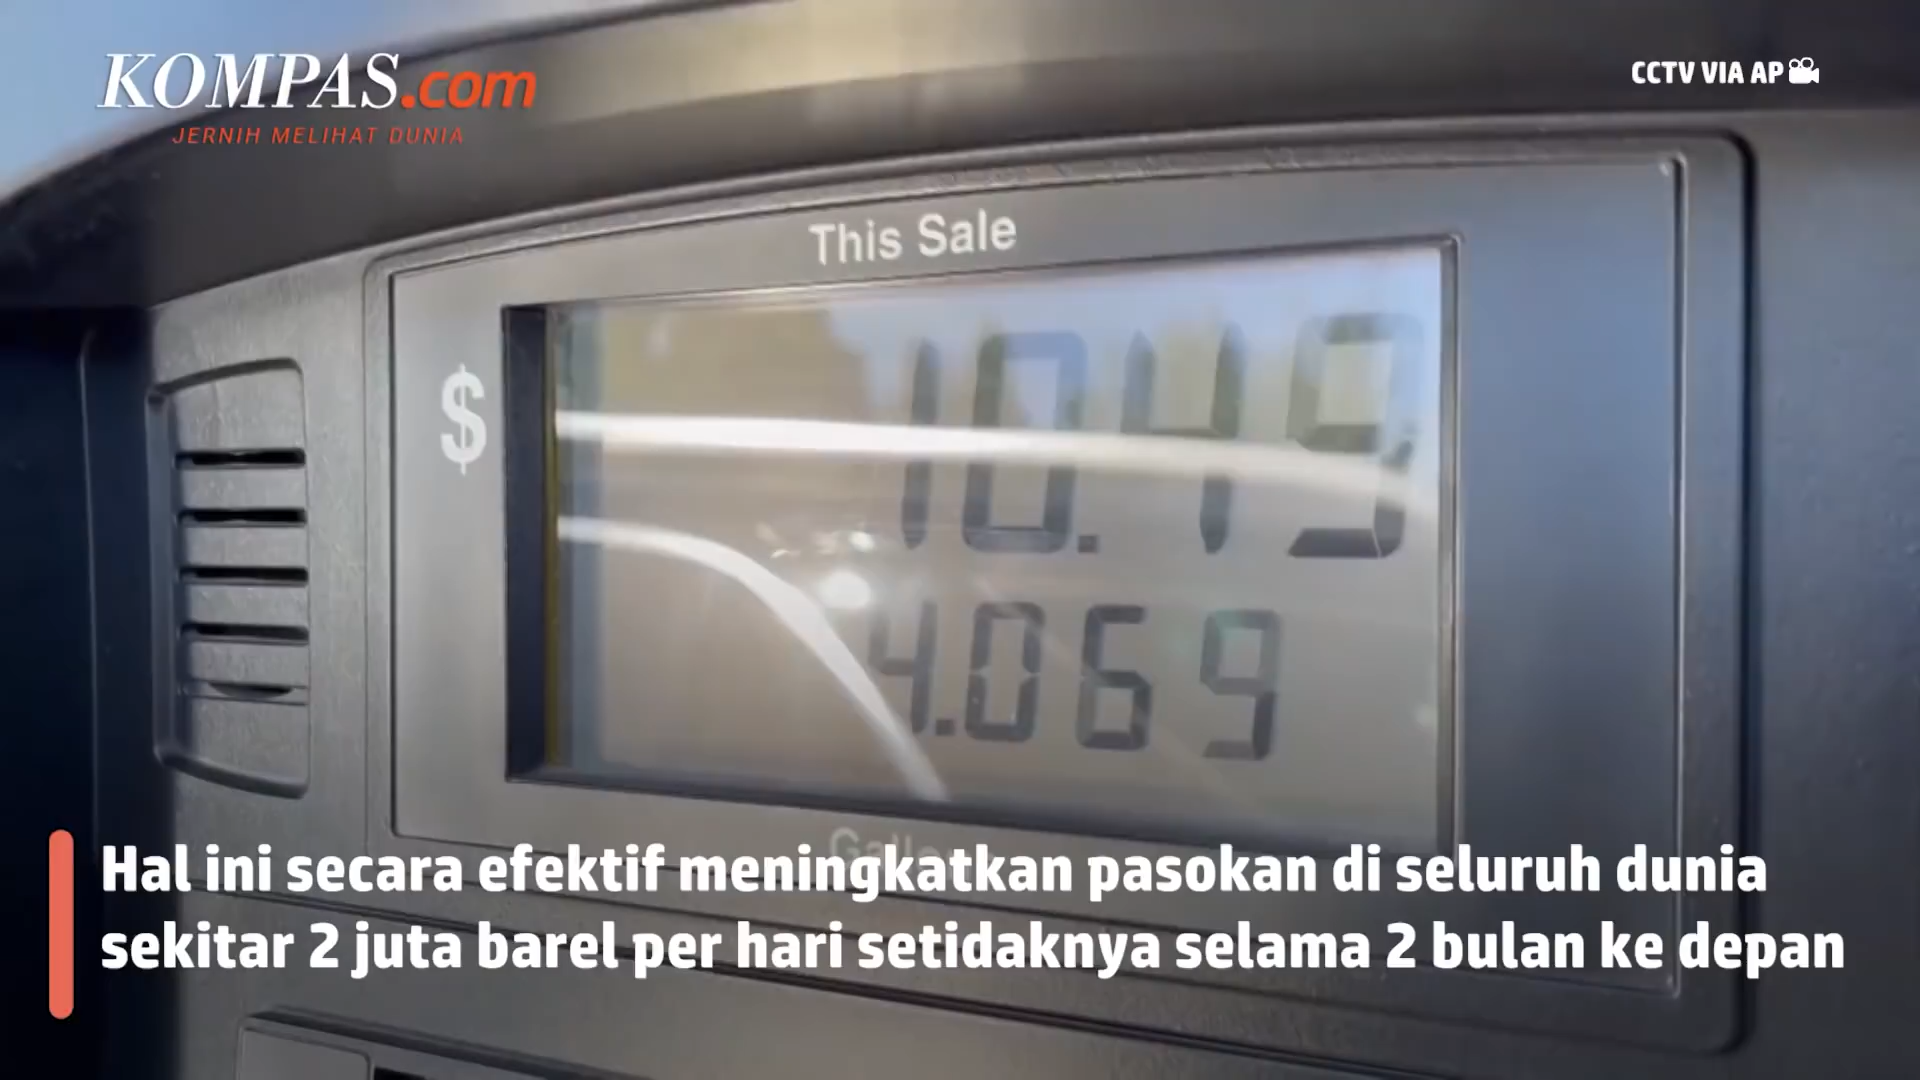 KOMPAS.com
JERNIH MELIHAT DUNIA
CCTV VIA AP
This Sale
$
10.49
4.069
Hal ini secara efektif meningkatkan pasokan di seluruh dunia
sekitar 2 juta barel per hari setidaknya selama 2 bulan ke depan